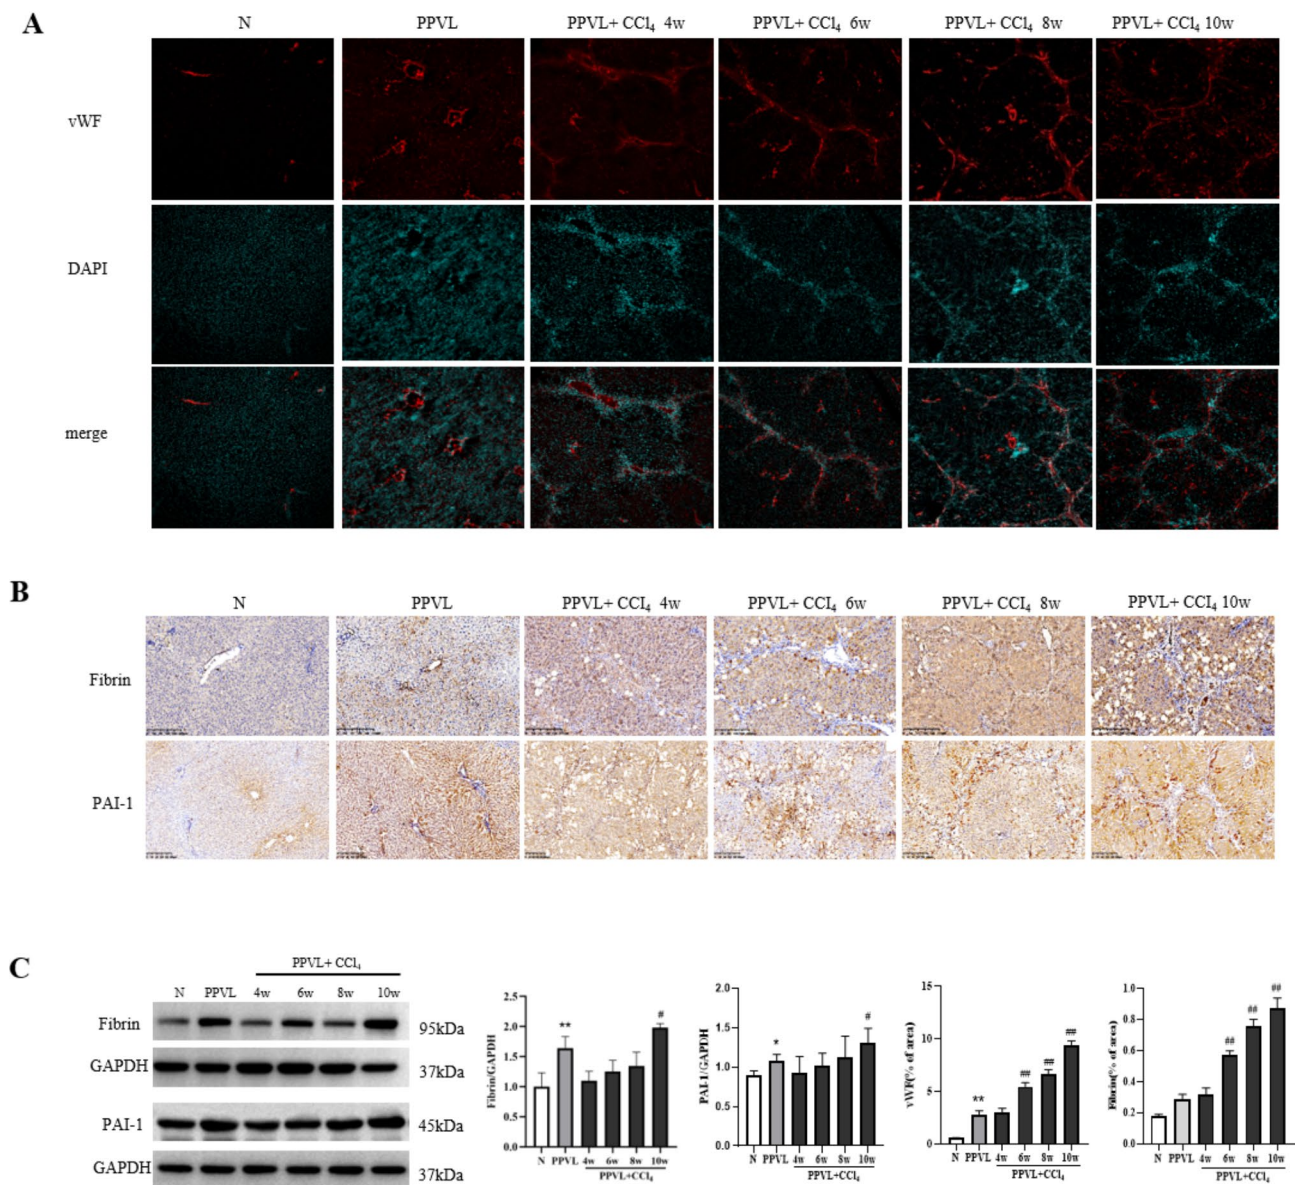 A
N PPVL PPVL+ CCl₄ 4w PPVL+ CCl₄ 6w PPVL+ CCl₄ 8w PPVL+ CCl₄ 10w
vWF
DAPI
merge
B
N PPVL PPVL+ CCI₄ 4w PPVL+ CCI₄ 6w PPVL+ CCI₄ 8w PPVL+ CCI₄ 10w
Fibrin
PAI-1
C
PPVL+ CCl₄
N PPVL 4w 6w 8w 10w
Fibrin 95kDa
GAPDH 37kDa
PAI-1 45kDa
GAPDH 37kDa
Fibrin/GAPDH
2.5
2.0
1.5
1.0
0.5
0.0
** #
N PPVL 4w 6w 8w 10w
PPVL+CCl₄
PAI-1/GAPDH
2.0
1.5
1.0
0.5
0.0
* #
N PPVL 4w 6w 8w 10w
PPVL+CCl₄
vWF(% of area)
15
10
5
0
** ## ## ##
N PPVL 4w 6w 8w 10w
PPVL+CCl₄
Fibrin(% of area)
1.0
0.8
0.6
0.4
0.2
0.0
## ## ##
N PPVL 4w 6w 8w 10w
PPVL+CCl₄